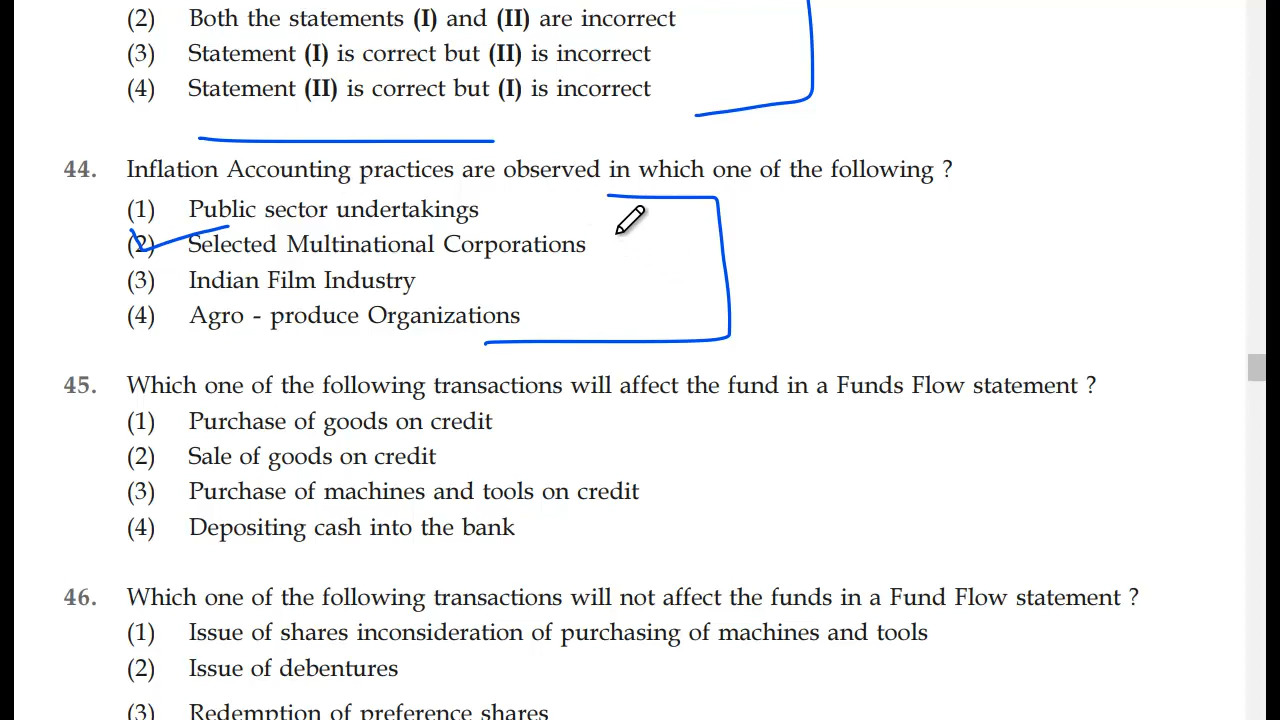 (2) Both the statements (I) and (II) are incorrect
(3) Statement (I) is correct but (II) is incorrect
(4) Statement (II) is correct but (I) is incorrect
44. Inflation Accounting practices are observed in which one of the following ?
(1) Public sector undertakings
(2) Selected Multinational Corporations
(3) Indian Film Industry
(4) Agro - produce Organizations
45. Which one of the following transactions will affect the fund in a Funds Flow statement ?
(1) Purchase of goods on credit
(2) Sale of goods on credit
(3) Purchase of machines and tools on credit
(4) Depositing cash into the bank
46. Which one of the following transactions will not affect the funds in a Fund Flow statement ?
(1) Issue of shares inconsideration of purchasing of machines and tools
(2) Issue of debentures
(3) Redemption of preference shares